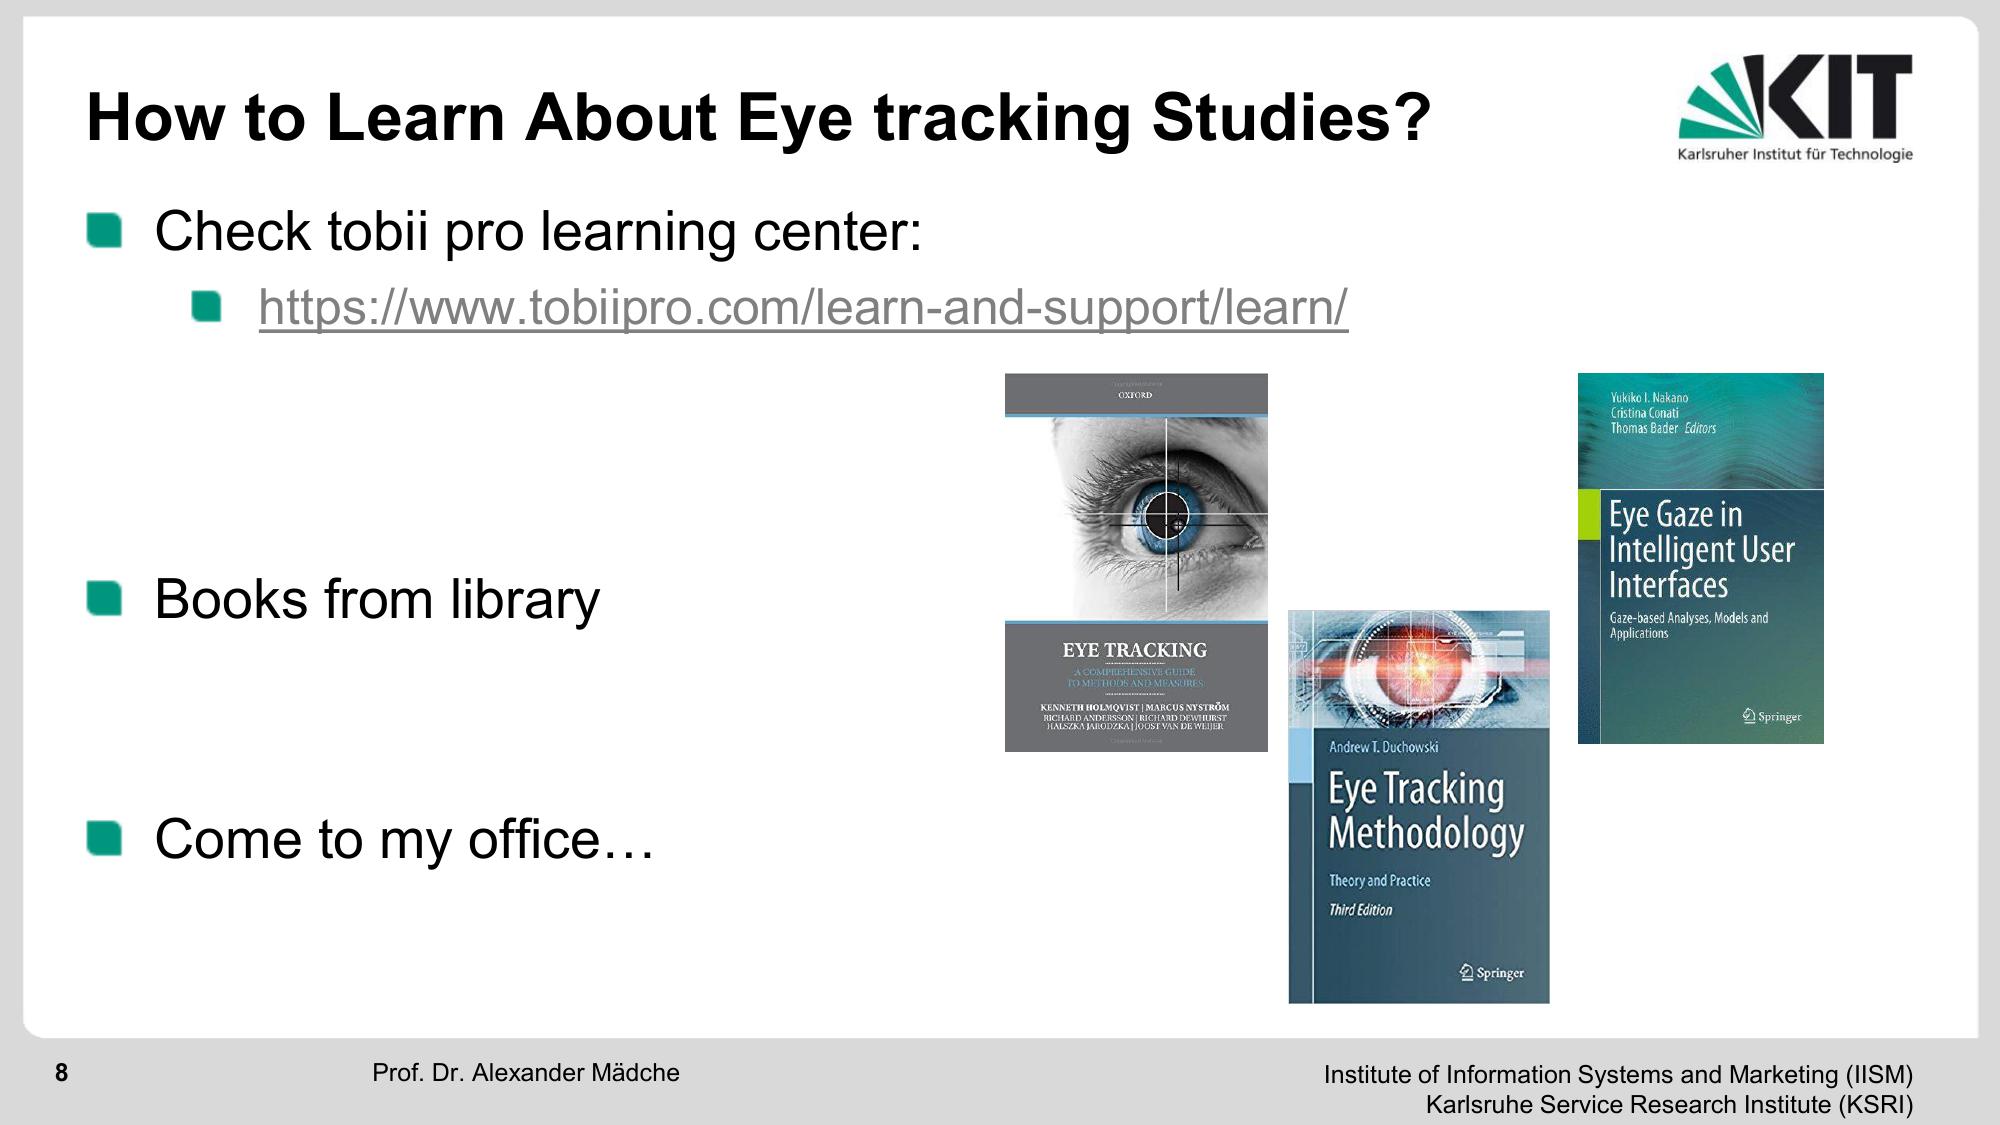 How to Learn About Eye tracking Studies?
KIT
Karlsruher Institut für Technologie
Check tobii pro learning center:
https://www.tobiipro.com/learn-and-support/learn/
Books from library
Come to my office…
OXFORD
EYE TRACKING
A COMPREHENSIVE GUIDE
TO METHODS AND MEASURES
KENNETH HOLMQVIST | MARCUS NYSTRÖM
RICHARD ANDERSSON | RICHARD DEWHURST
HALSZKA JARODZKA | JOOST VAN DE WEIJER
Andrew T. Duchowski
Eye Tracking
Methodology
Theory and Practice
Third Edition
Springer
Yukiko I. Nakano
Cristina Conati
Thomas Bader Editors
Eye Gaze in
Intelligent User
Interfaces
Gaze-based Analyses, Models and
Applications
Springer
8
Prof. Dr. Alexander Mädche
Institute of Information Systems and Marketing (IISM)
Karlsruhe Service Research Institute (KSRI)